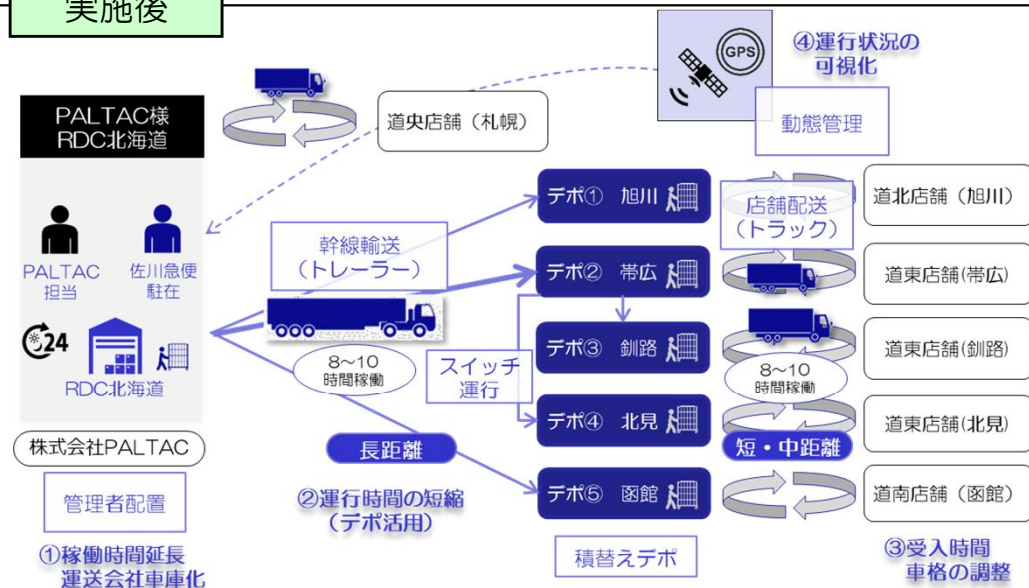 実施後
GPS
④運行状況の
可視化
動態管理
PALTAC様
RDC北海道
道央店舗（札幌）
PALTAC
担当
佐川急便
駐在
24
RDC北海道
株式会社PALTAC
管理者配置
①稼働時間延長
運送会社車庫化
幹線輸送
（トレーラー）
8～10
時間稼働
長距離
②運行時間の短縮
（デポ活用）
スイッチ
運行
デポ① 旭川
デポ② 帯広
デポ③ 釧路
デポ④ 北見
デポ⑤ 函館
積替えデポ
店舗配送
（トラック）
8～10
時間稼働
短・中距離
道北店舗（旭川）
道東店舗(帯広)
道東店舗(釧路)
道東店舗(北見)
道南店舗（函館）
③受入時間
車格の調整